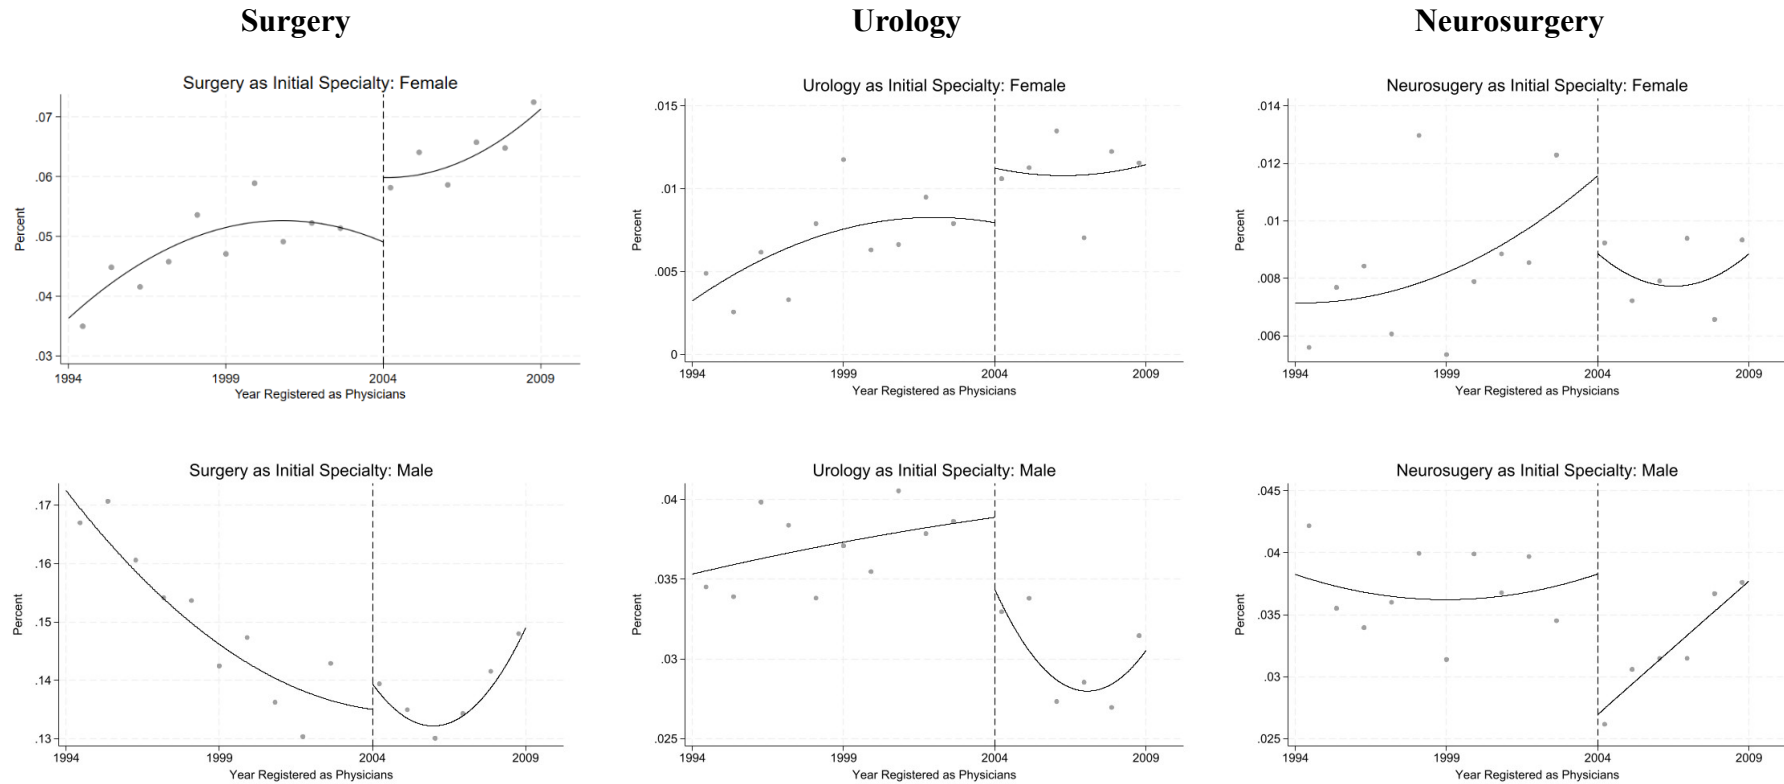 Surgery
Urology
Neurosurgery
Surgery as Initial Specialty: Female
.07
.06
.05
.04
.03
Percent
1994
1999
2004
2009
Year Registered as Physicians
Urology as Initial Specialty: Female
.015
.01
.005
0
Percent
1994
1999
2004
2009
Year Registered as Physicians
Neurosugery as Initial Specialty: Female
.014
.012
.01
.008
.006
Percent
1994
1999
2004
2009
Year Registered as Physicians
Surgery as Initial Specialty: Male
.17
.16
.15
.14
.13
Percent
1994
1999
2004
2009
Year Registered as Physicians
Urology as Initial Specialty: Male
.04
.035
.03
.025
Percent
1994
1999
2004
2009
Year Registered as Physicians
Neurosugery as Initial Specialty: Male
.045
.04
.035
.03
.025
Percent
1994
1999
2004
2009
Year Registered as Physicians